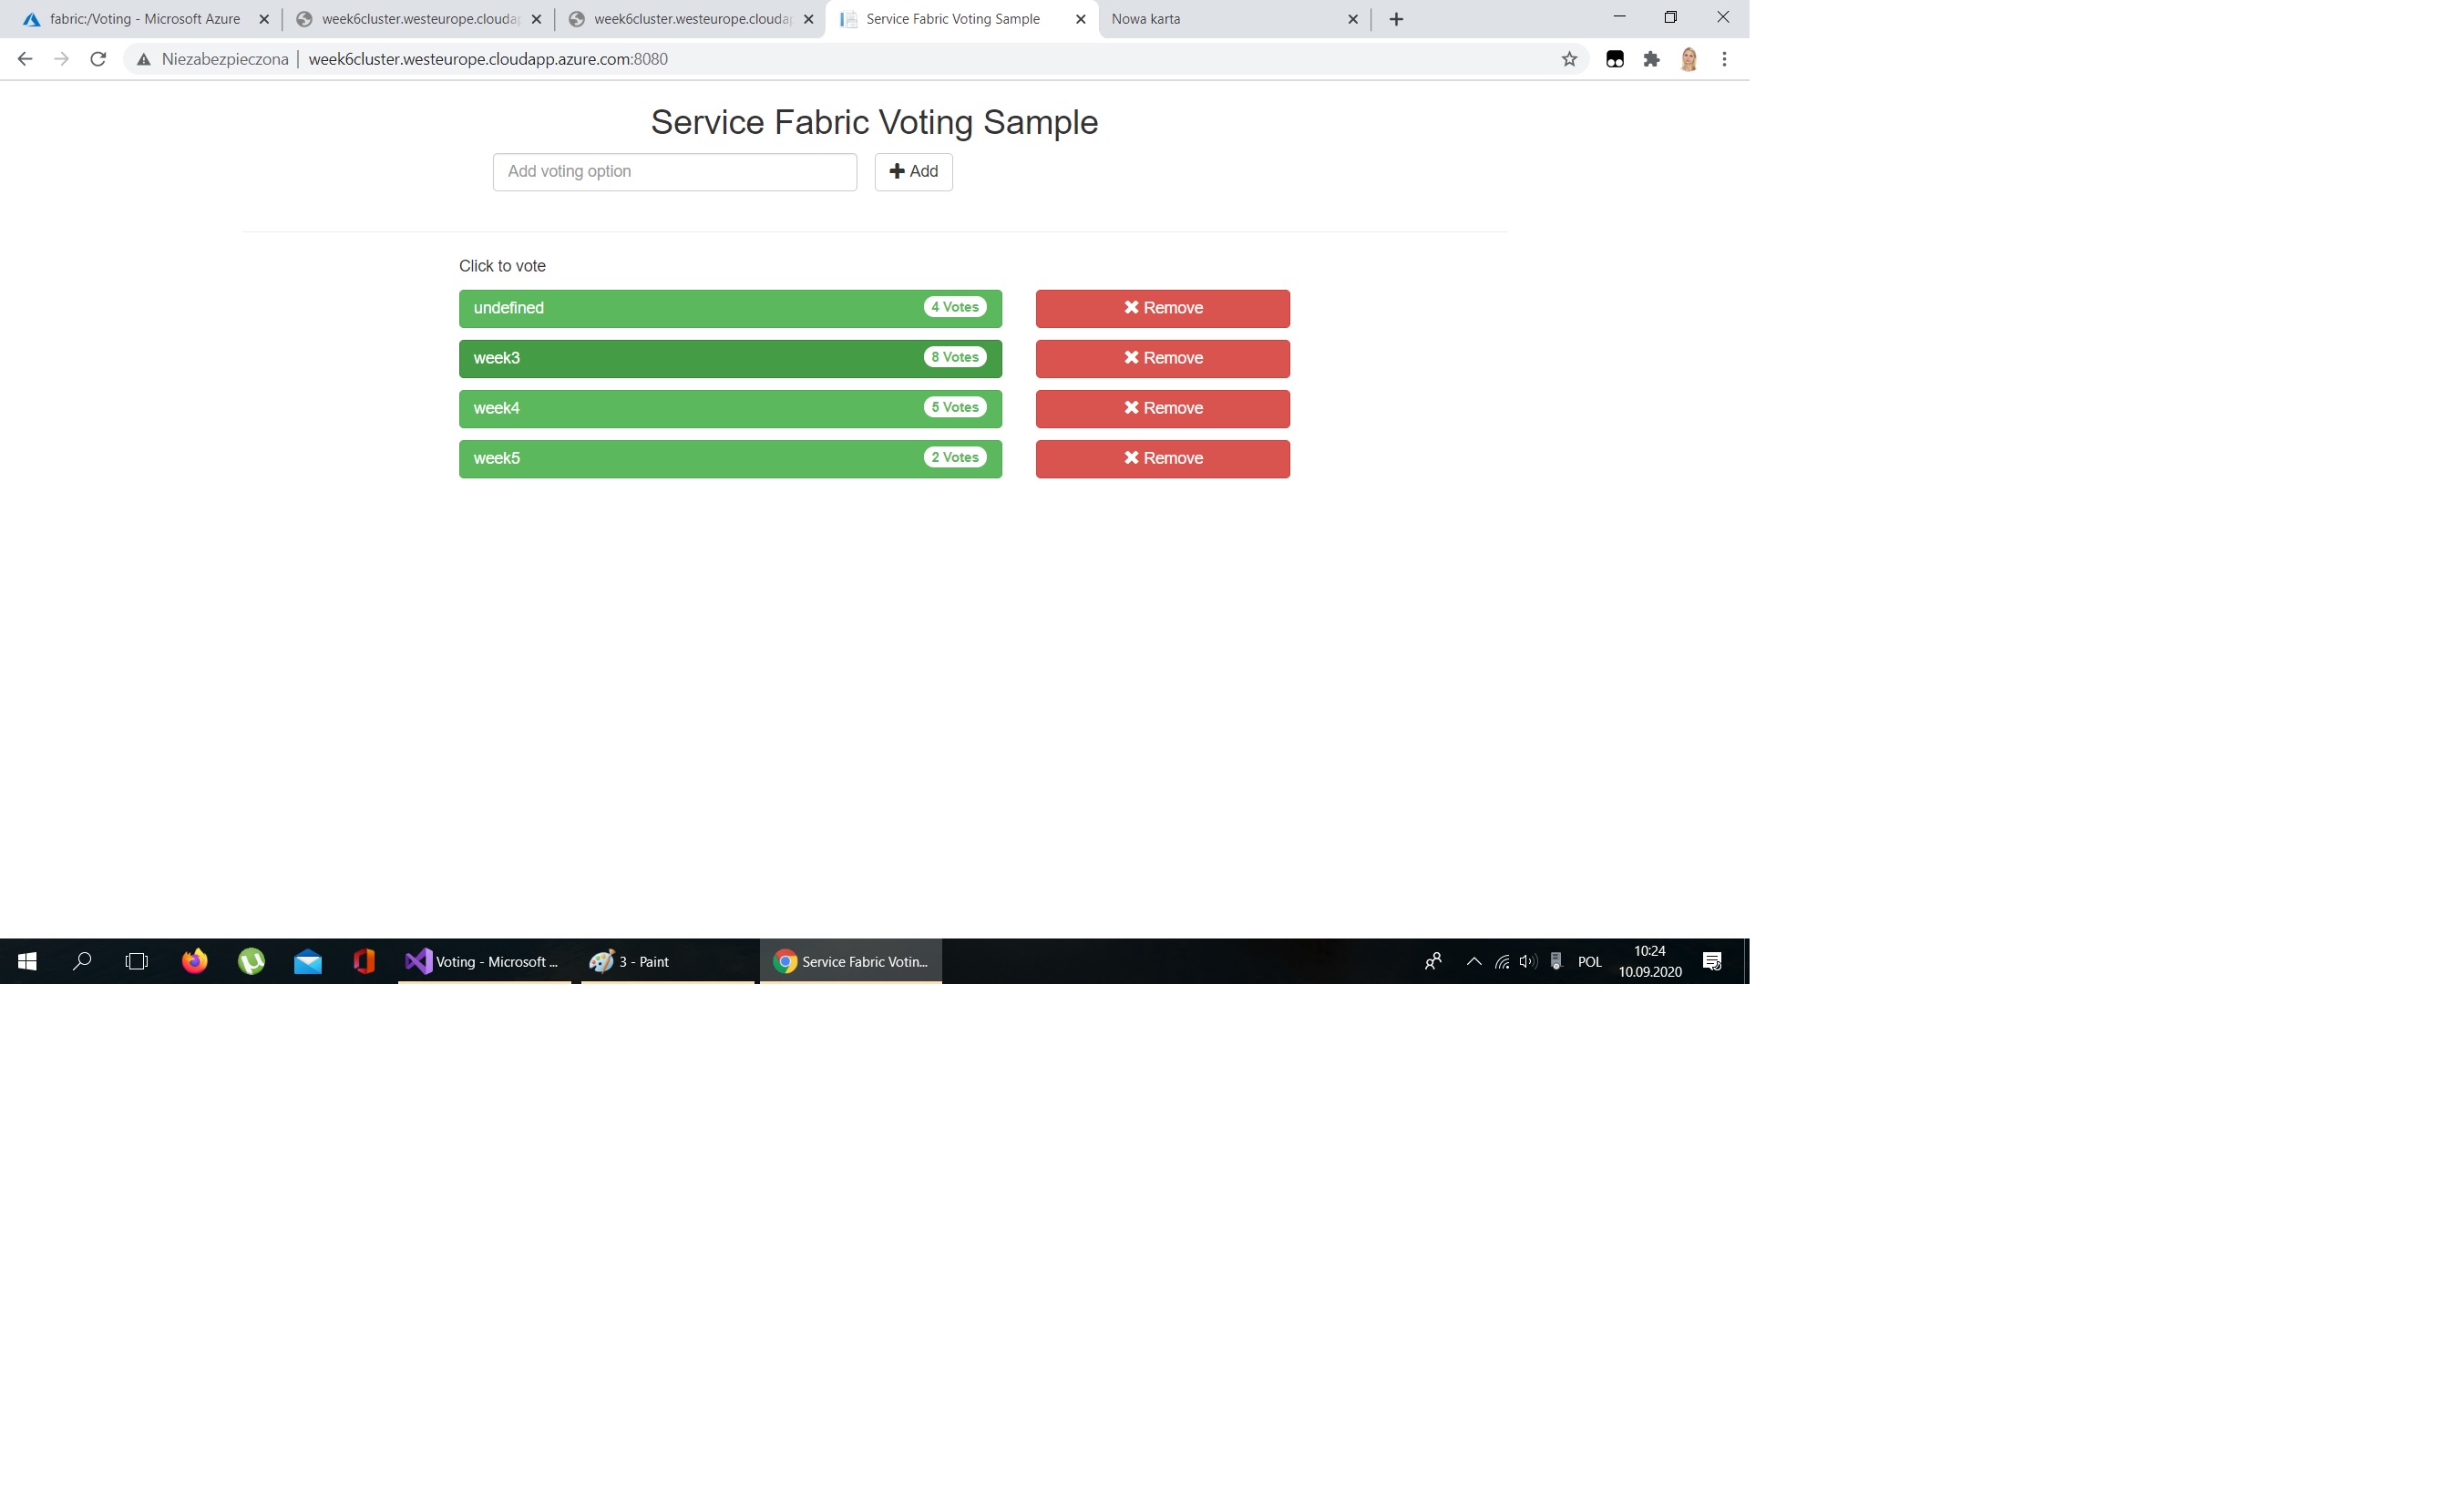 fabric:/Voting - Microsoft Azure
week6cluster.westeurope.clouda
week6cluster.westeurope.clouda
Service Fabric Voting Sample
Nowa karta
Niezabezpieczona | week6cluster.westeurope.cloudapp.azure.com:8080
Service Fabric Voting Sample
Add voting option
Add
Click to vote
undefined 4 Votes Remove
week3 8 Votes Remove
week4 5 Votes Remove
week5 2 Votes Remove
Voting - Microsoft ...
3 - Paint
Service Fabric Votin...
POL
10:24
10.09.2020